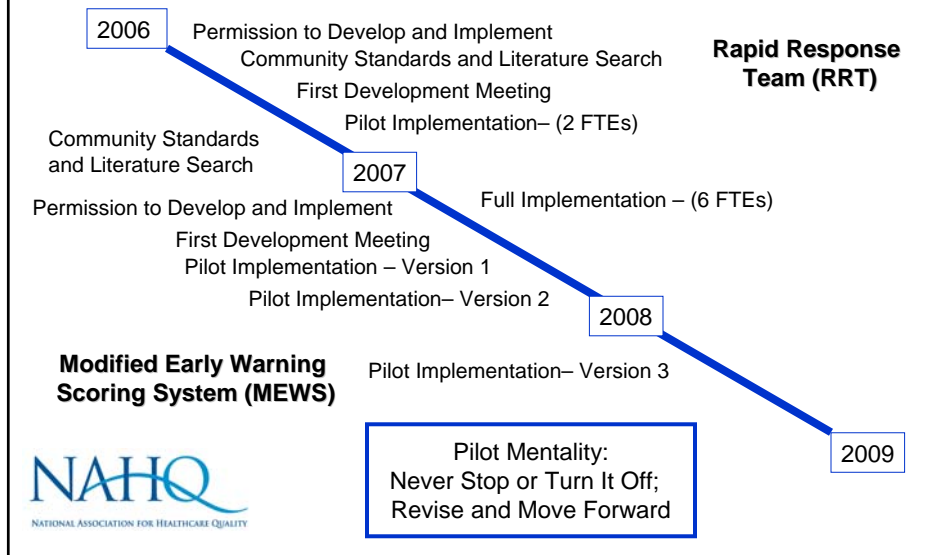 2006
Permission to Develop and Implement
Community Standards and Literature Search
First Development Meeting
Pilot Implementation– (2 FTEs)
Rapid Response
Team (RRT)
Community Standards
and Literature Search
2007
Full Implementation – (6 FTEs)
Permission to Develop and Implement
First Development Meeting
Pilot Implementation – Version 1
Pilot Implementation– Version 2
2008
Modified Early Warning
Scoring System (MEWS)
Pilot Implementation– Version 3
2009
Pilot Mentality:
Never Stop or Turn It Off;
Revise and Move Forward
NAHQ
NATIONAL ASSOCIATION FOR HEALTHCARE QUALITY